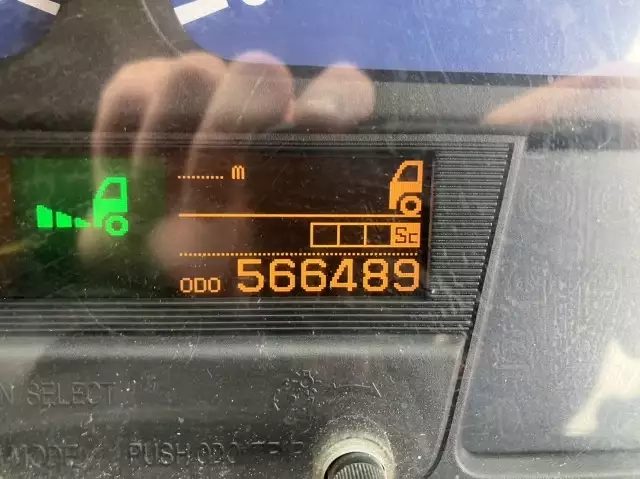 ........ m
Sc
ODO 566489
N SELECT
MODE PUSH ODO TRIP